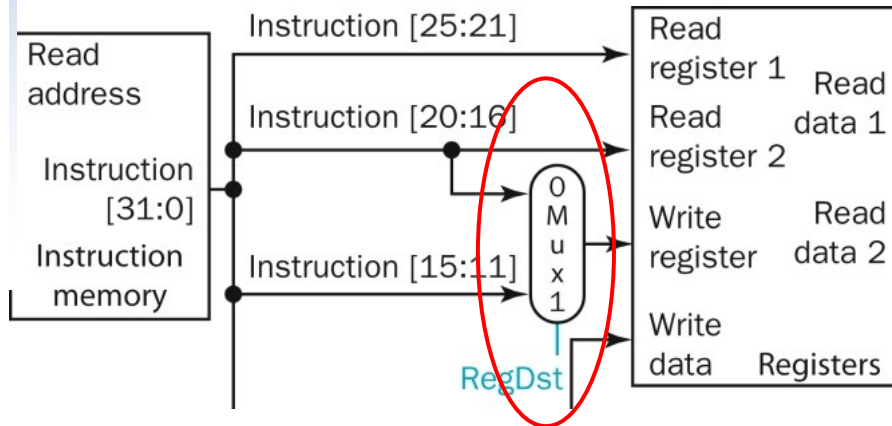 Instruction [25:21]
Read
address
Instruction
[31:0]
Instruction
memory
Instruction [20:16]
Instruction [15:11]
0
M
u
x
1
RegDst
Read
register 1
Read
data 1
Read
register 2
Write
register
Read
data 2
Write
data
Registers